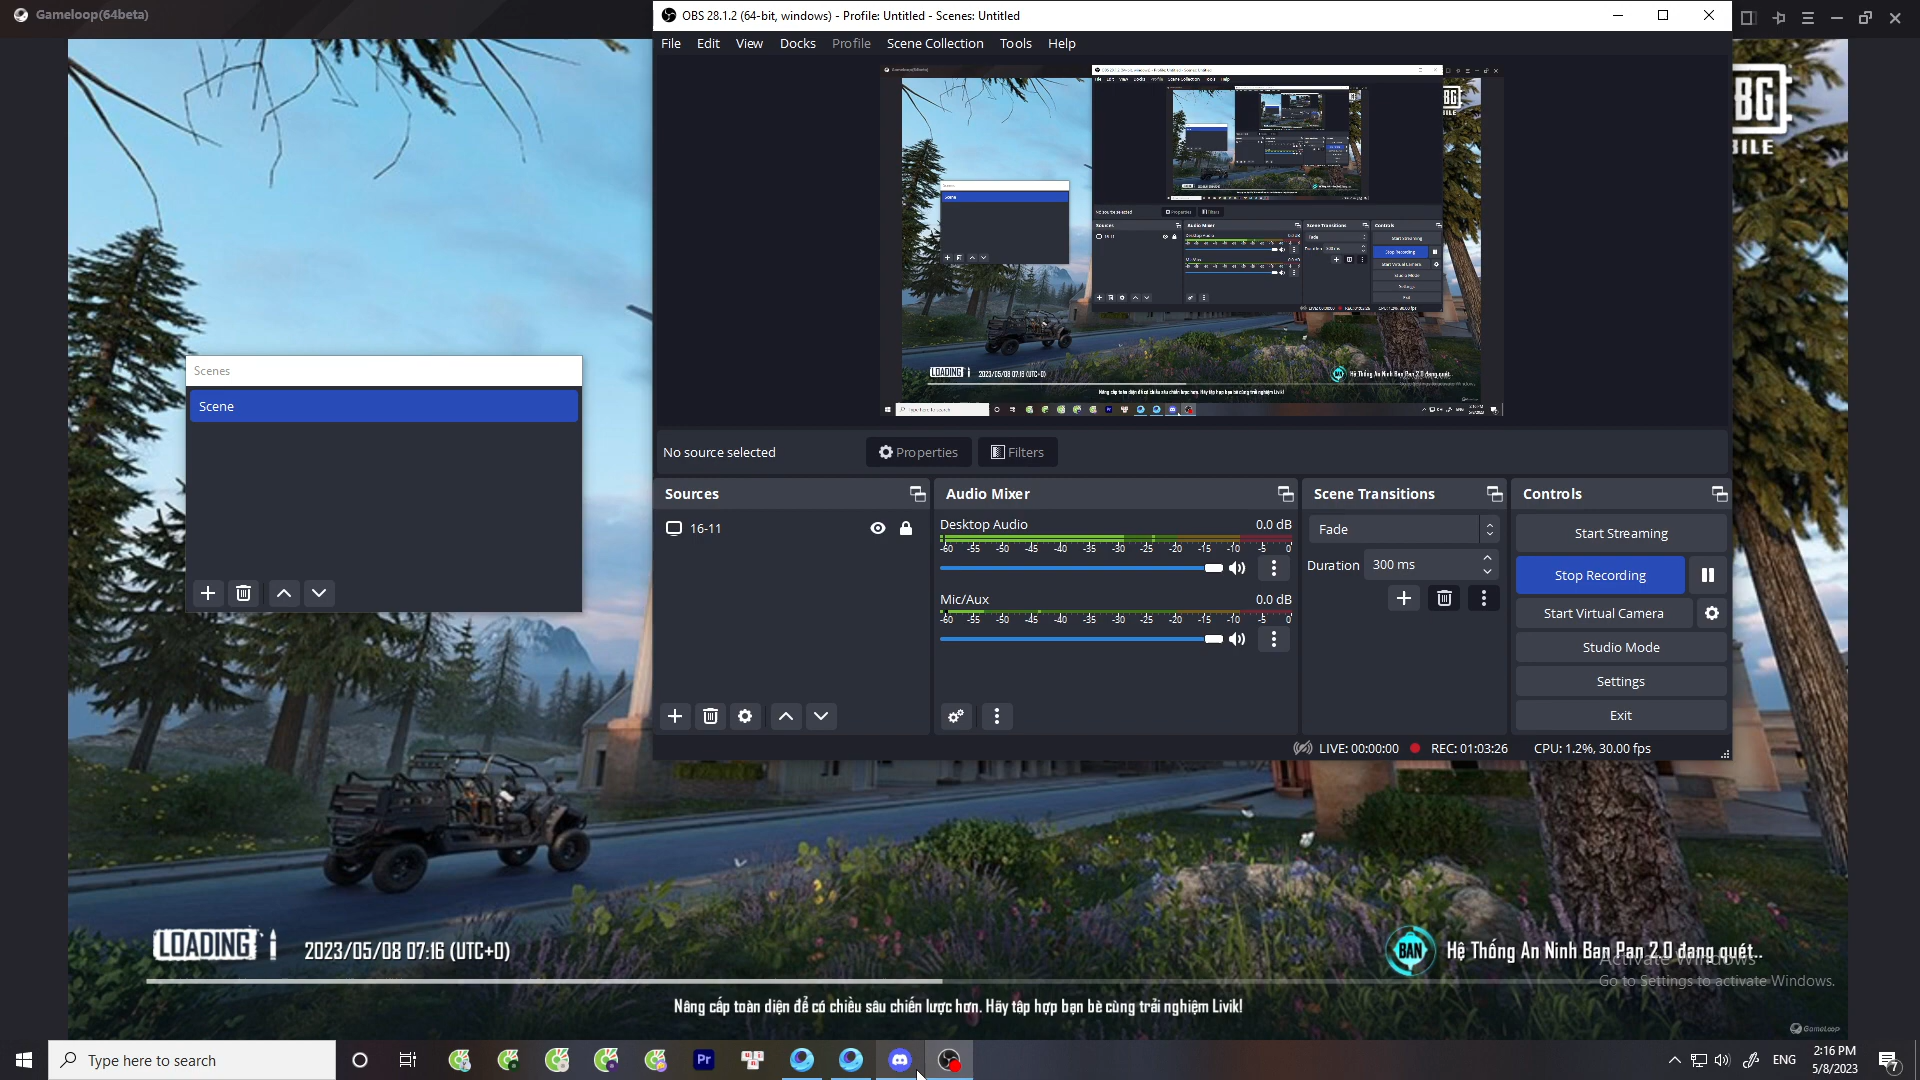 Gameloop(64beta)
OBS 28.1.2 (64-bit, windows) - Profile: Untitled - Scenes: Untitled
File Edit View Docks Profile Scene Collection Tools Help
BG
BILE
Scenes
Scene
No source selected
Properties
Filters
Sources
Audio Mixer
Scene Transitions
Controls
16-11
Desktop Audio 0.0 dB
-60 -55 -50 -45 -40 -35 -30 -25 -20 -15 -10 -5 0
Mic/Aux 0.0 dB
-60 -55 -50 -45 -40 -35 -30 -25 -20 -15 -10 -5 0
Fade
Duration 300 ms
Start Streaming
Stop Recording
Start Virtual Camera
Studio Mode
Settings
Exit
LIVE: 00:00:00 REC: 01:03:26 CPU: 1.2%, 30.00 fps
LOADING 2023/05/08 07:16 (UTC+0)
BAN Hệ Thống An Ninh Ban Pan 2.0 đang quét..
Activate Windows
Go to Settings to activate Windows.
Nâng cấp toàn diện để có chiều sâu chiến lược hơn. Hãy tập hợp bạn bè cùng trải nghiệm Livik!
GameLoop
Type here to search
Pr
ENG
2:16 PM
5/8/2023
7